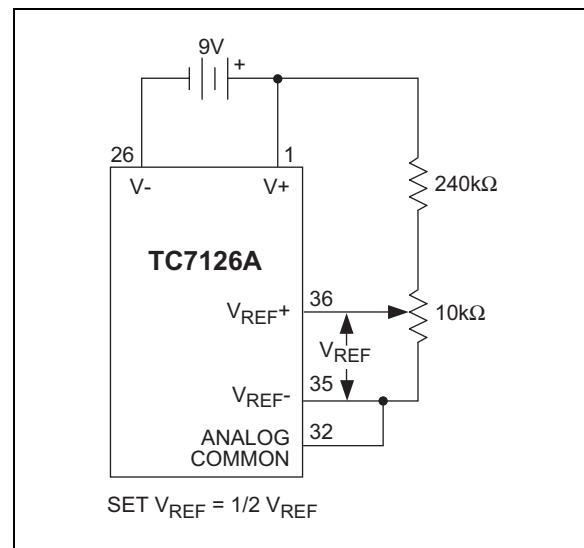 9V
+
26
1
V-
V+
240kΩ
TC7126A
36
VREF+
10kΩ
VREF
35
VREF-
ANALOG
32
COMMON
SET VREF = 1/2 VREF